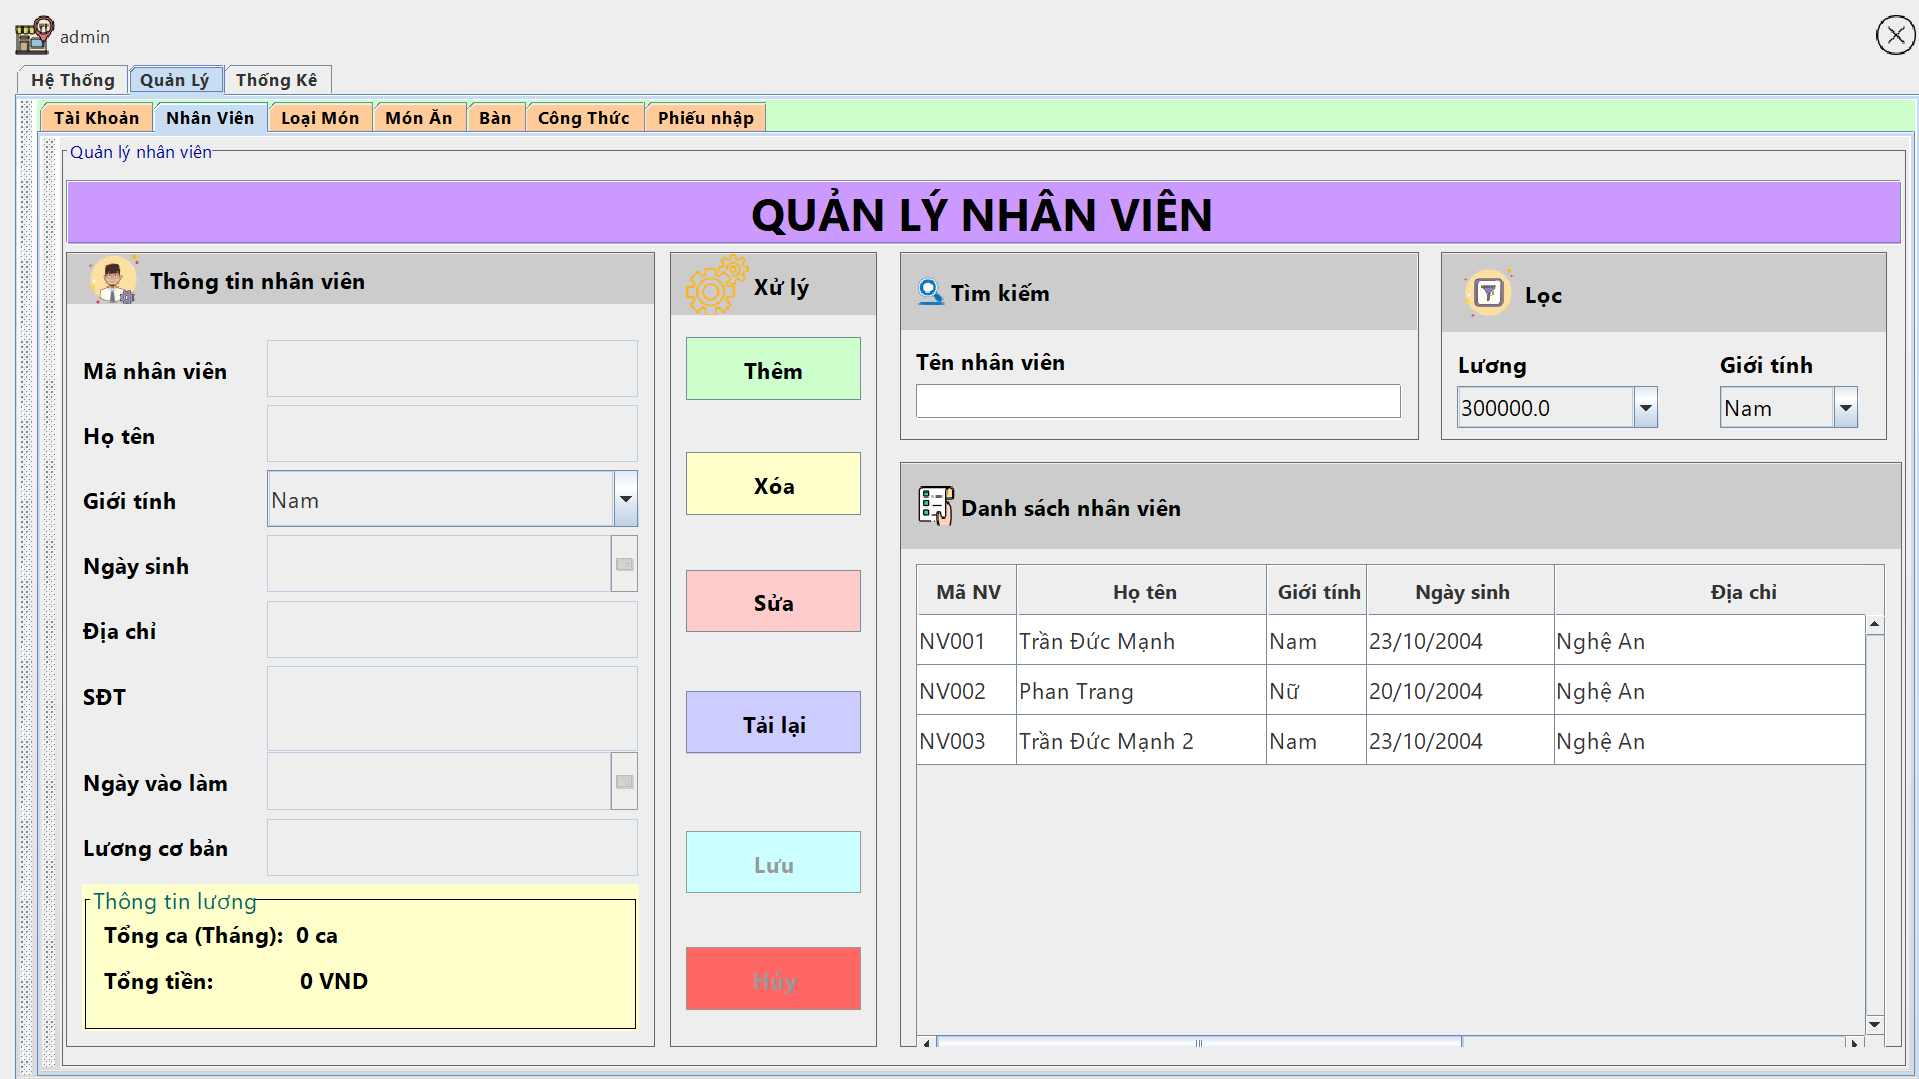 admin
Hệ Thống Quản Lý Thống Kê
Tài Khoản Nhân Viên Loại Món Món Ăn Bàn Công Thức Phiếu nhập
Quản lý nhân viên
QUẢN LÝ NHÂN VIÊN
Thông tin nhân viên
Mã nhân viên
Họ tên
Giới tính Nam
Ngày sinh
Địa chỉ
SĐT
Ngày vào làm
Lương cơ bản
Thông tin lương
Tổng ca (Tháng): 0 ca
Tổng tiền: 0 VND
Xử lý
Thêm
Xóa
Sửa
Tải lại
Lưu
Hủy
Tìm kiếm
Tên nhân viên
Lọc
Lương Giới tính
300000.0 Nam
Danh sách nhân viên
Mã NV Họ tên Giới tính Ngày sinh Địa chỉ
NV001 Trần Đức Mạnh Nam 23/10/2004 Nghệ An
NV002 Phan Trang Nữ 20/10/2004 Nghệ An
NV003 Trần Đức Mạnh 2 Nam 23/10/2004 Nghệ An